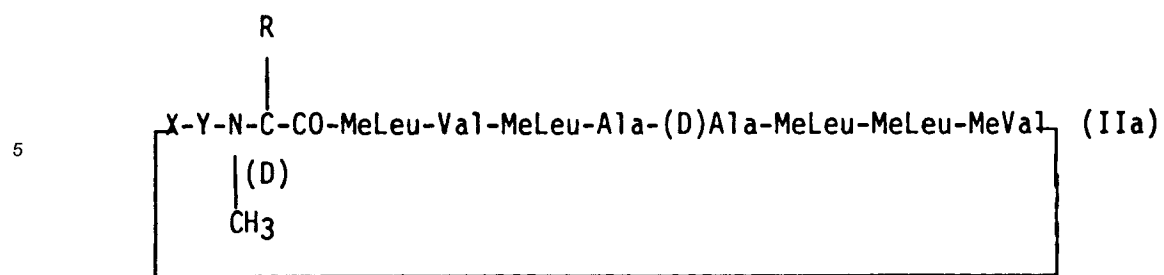 R
X-Y-N-C-CO-MeLeu-Val-MeLeu-Ala-(D)Ala-MeLeu-MeLeu-MeVal (IIa)
5
(D)
CH3